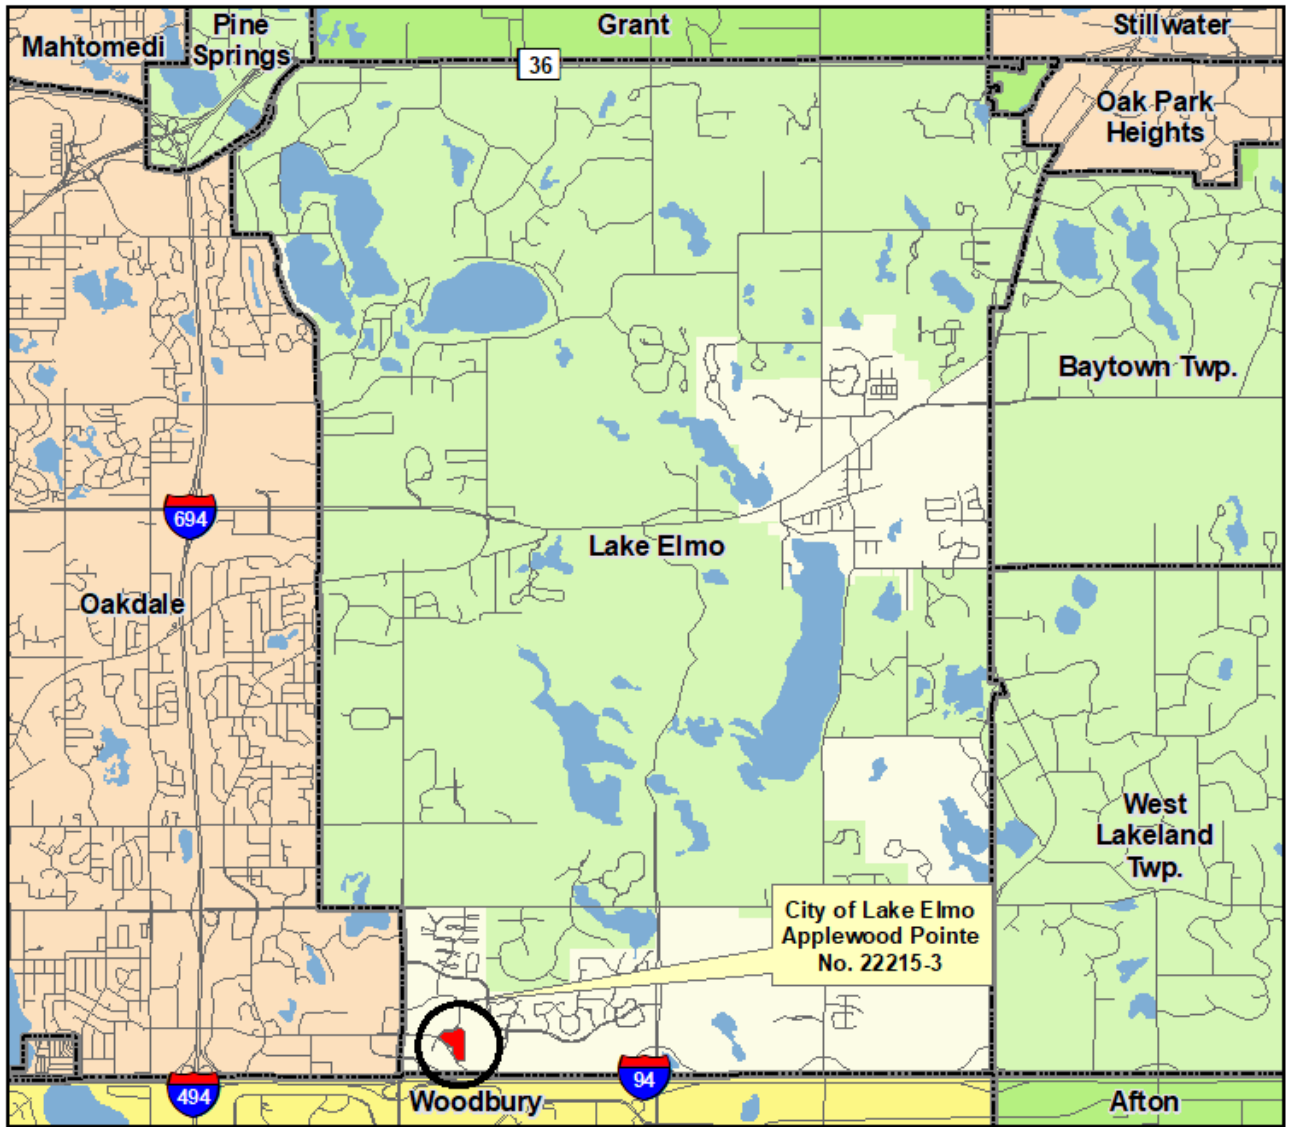 Pine
Springs
Grant
Stillwater
Mahtomedi
36
Oak Park
Heights
Baytown Twp.
694
Lake Elmo
Oakdale
West
Lakeland
Twp.
City of Lake Elmo
Applewood Pointe
No. 22215-3
494
94
Woodbury
Afton